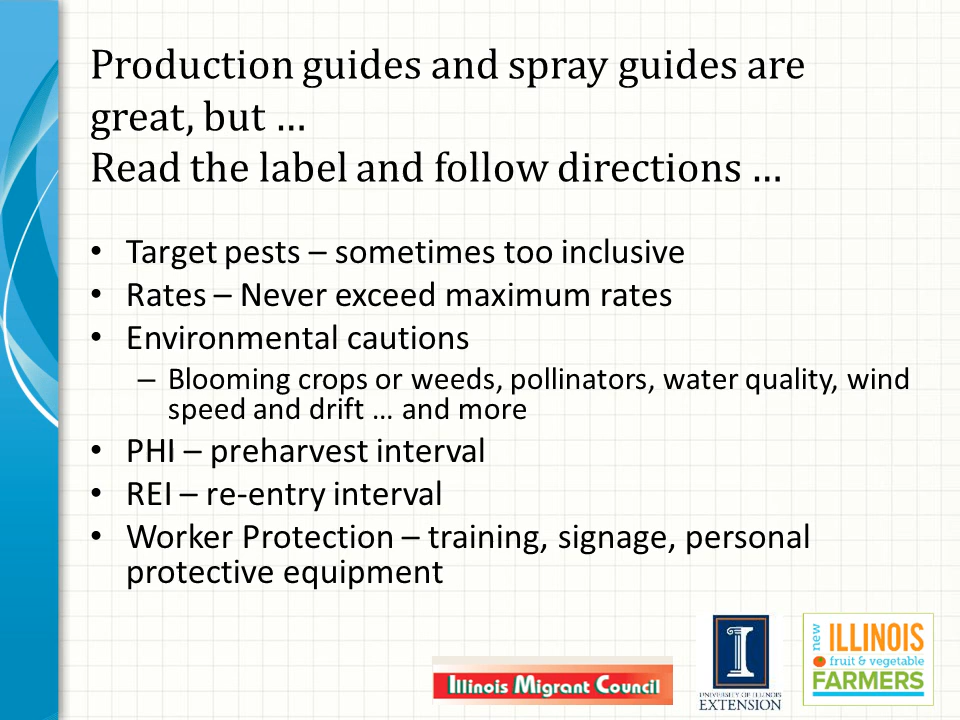 Production guides and spray guides are
great, but …
Read the label and follow directions …
• Target pests – sometimes too inclusive
• Rates – Never exceed maximum rates
• Environmental cautions
– Blooming crops or weeds, pollinators, water quality, wind
speed and drift … and more
• PHI – preharvest interval
• REI – re-entry interval
• Worker Protection – training, signage, personal
protective equipment
Illinois Migrant Council
I
UNIVERSITY OF ILLINOIS
EXTENSION
new
ILLINOIS
fruit & vegetable
FARMERS